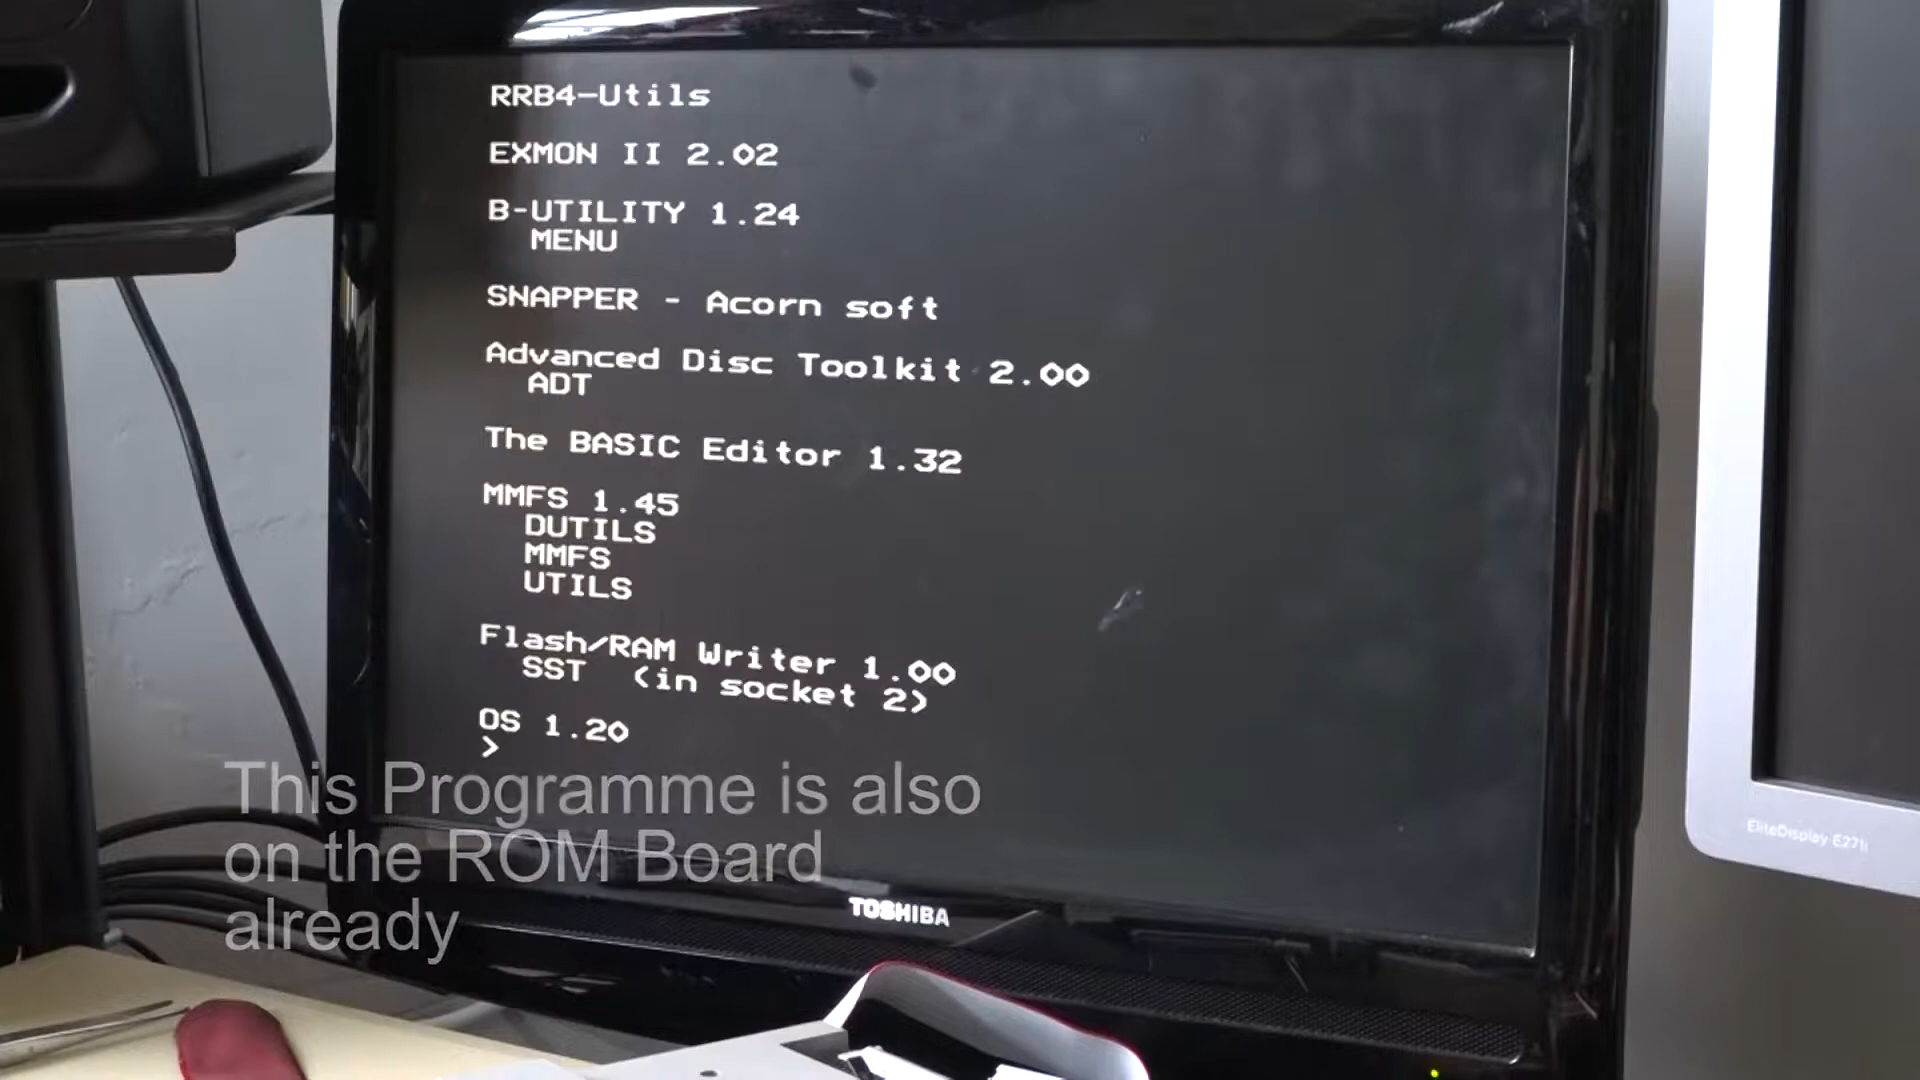 RRB4-Utils
EXMON II 2.02
B-UTILITY 1.24
MENU
SNAPPER - Acorn soft
Advanced Disc Toolkit 2.00
ADT
The BASIC Editor 1.32
MMFS 1.45
DUTILS
MMFS
UTILS
Flash/RAM Writer 1.00
SST (in socket 2)
OS 1.20
>
This Programme is also
on the ROM Board
already
TOSHIBA
EliteDisplay E271i